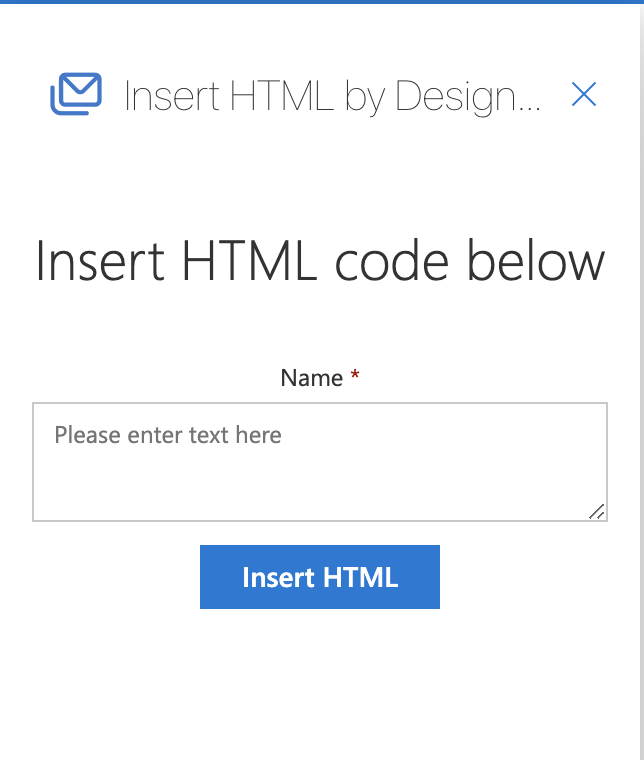 Insert HTML by Design...
Insert HTML code below
Name *
Please enter text here
Insert HTML